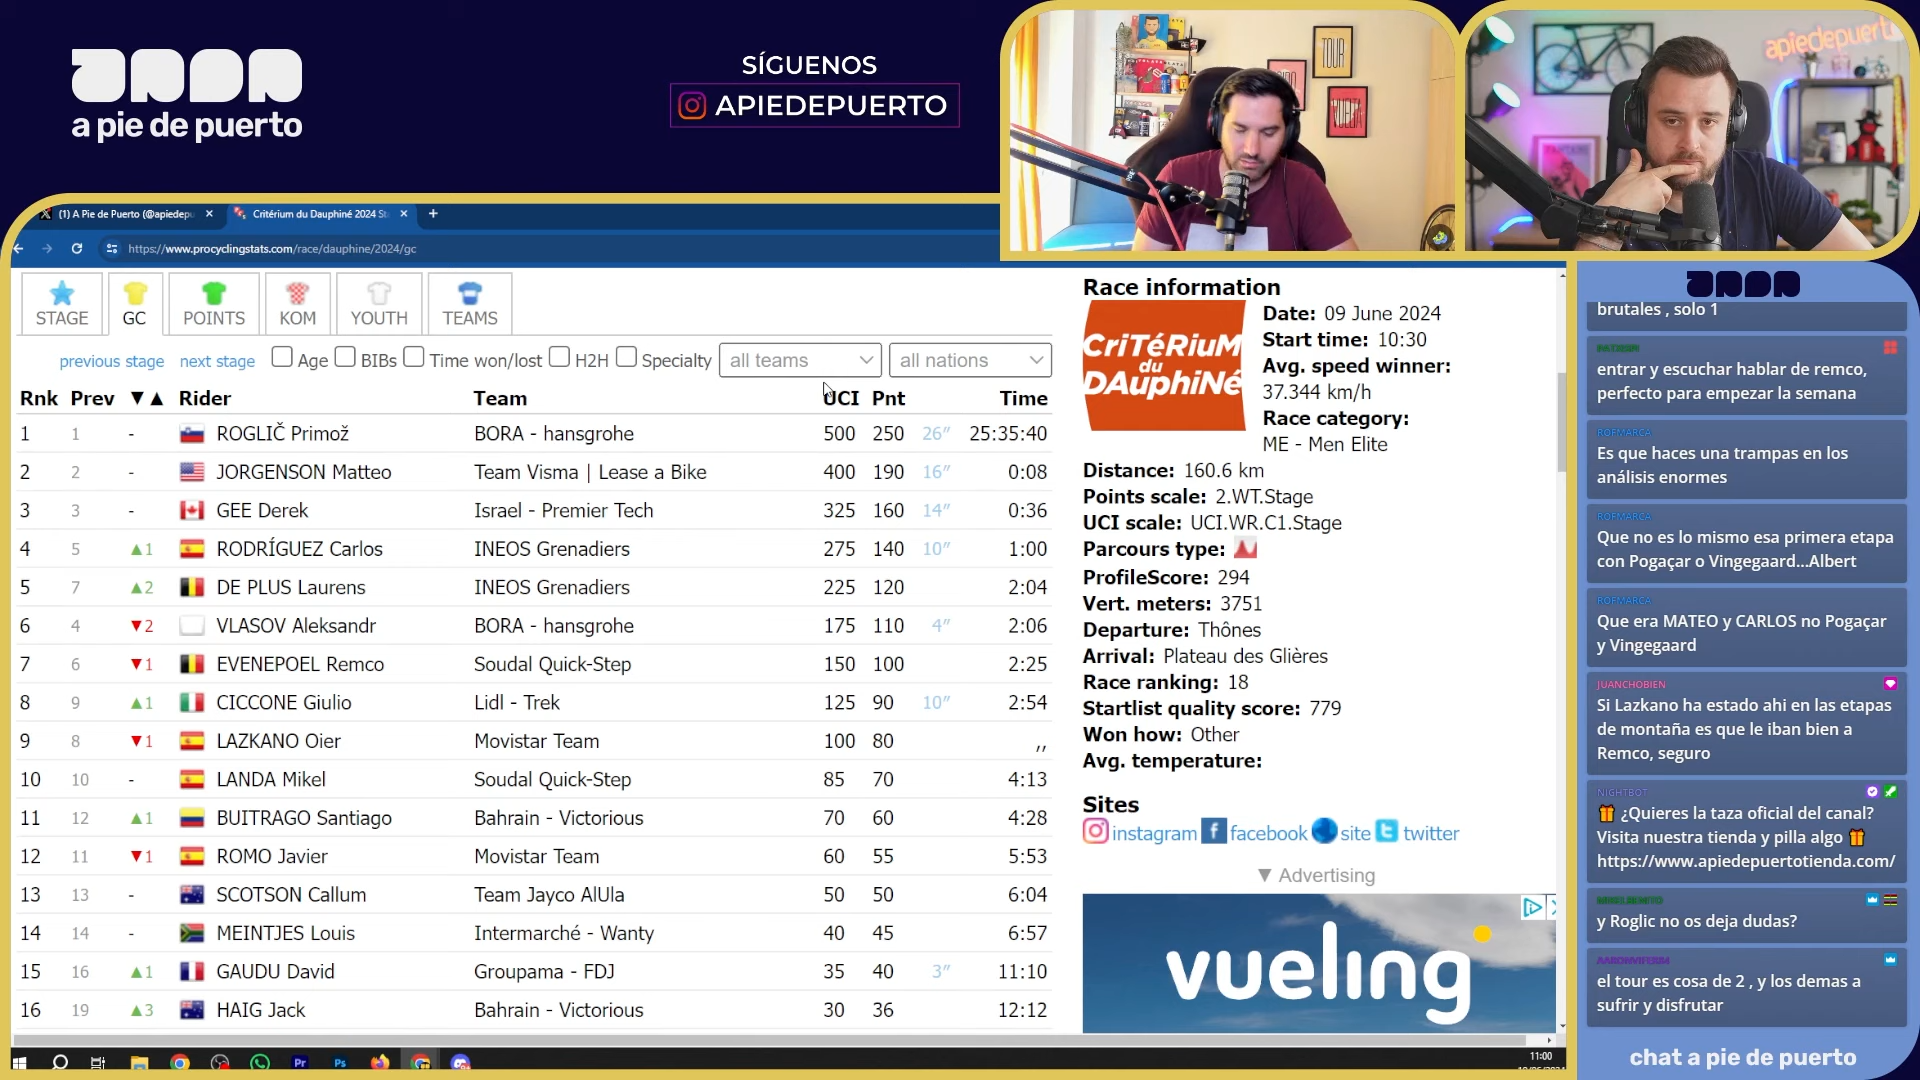 a pie de puerto
SÍGUENOS
APIEDEPUERTO
TOUR
apiedepuert
(1) A Pie de Puerto (@apiedepu
Critérium du Dauphiné 2024 St
https://www.procyclingstats.com/race/dauphine/2024/gc
STAGE
GC
POINTS
KOM
YOUTH
TEAMS
previous stage next stage Age BIBs Time won/lost H2H Specialty all teams all nations
Rnk Prev ▼▲ Rider Team UCI Pnt Time
1 1 - ROGLIČ Primož BORA - hansgrohe 500 250 26″ 25:35:40
2 2 - JORGENSON Matteo Team Visma | Lease a Bike 400 190 16″ 0:08
3 3 - GEE Derek Israel - Premier Tech 325 160 14″ 0:36
4 5 ▲1 RODRÍGUEZ Carlos INEOS Grenadiers 275 140 10″ 1:00
5 7 ▲2 DE PLUS Laurens INEOS Grenadiers 225 120 2:04
6 4 ▼2 VLASOV Aleksandr BORA - hansgrohe 175 110 4″ 2:06
7 6 ▼1 EVENEPOEL Remco Soudal Quick-Step 150 100 2:25
8 9 ▲1 CICCONE Giulio Lidl - Trek 125 90 10″ 2:54
9 8 ▼1 LAZKANO Oier Movistar Team 100 80 ,,
10 10 - LANDA Mikel Soudal Quick-Step 85 70 4:13
11 12 ▲1 BUITRAGO Santiago Bahrain - Victorious 70 60 4:28
12 11 ▼1 ROMO Javier Movistar Team 60 55 5:53
13 13 - SCOTSON Callum Team Jayco AlUla 50 50 6:04
14 14 - MEINTJES Louis Intermarché - Wanty 40 45 6:57
15 16 ▲1 GAUDU David Groupama - FDJ 35 40 3″ 11:10
16 19 ▲3 HAIG Jack Bahrain - Victorious 30 36 12:12
Race information
CriTéRiuM
du
DAuphiNé
Date: 09 June 2024
Start time: 10:30
Avg. speed winner:
37.344 km/h
Race category:
ME - Men Elite
Distance: 160.6 km
Points scale: 2.WT.Stage
UCI scale: UCI.WR.C1.Stage
Parcours type:
ProfileScore: 294
Vert. meters: 3751
Departure: Thônes
Arrival: Plateau des Glières
Race ranking: 18
Startlist quality score: 779
Won how: Other
Avg. temperature:
Sites
instagram facebook site twitter
▼ Advertising
vueling
brutales , solo 1
entrar y escuchar hablar de remco,
perfecto para empezar la semana
ROFMARCA
Es que haces una trampas en los
análisis enormes
ROFMARCA
Que no es lo mismo esa primera etapa
con Pogaçar o Vingegaard...Albert
ROFMARCA
Que era MATEO y CARLOS no Pogaçar
y Vingegaard
JUANCHOBIEN
Si Lazkano ha estado ahi en las etapas
de montaña es que le iban bien a
Remco, seguro
NIGHTBOT
🎁 ¿Quieres la taza oficial del canal?
Visita nuestra tienda y pilla algo 🎁
https://www.apiedepuertotienda.com/
y Roglic no os deja dudas?
el tour es cosa de 2 , y los demas a
sufrir y disfrutar
chat a pie de puerto
Pr
Ps
11:00